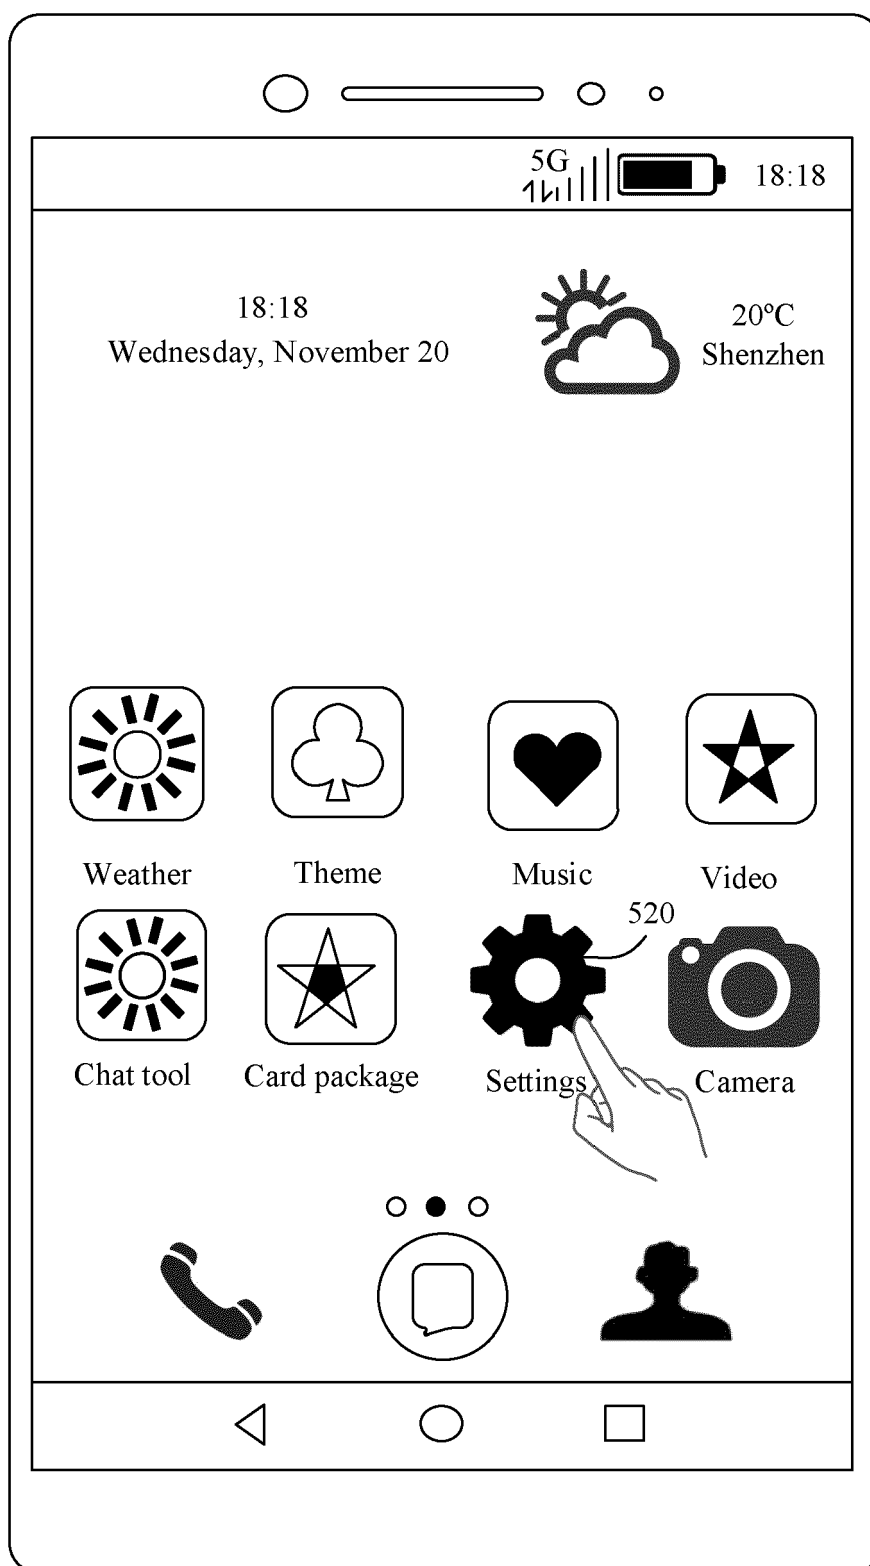 5G
18:18
18:18
20ºC
Wednesday, November 20
Shenzhen
Weather
Theme
Music
Video
520
Chat tool
Card package
Settings
Camera